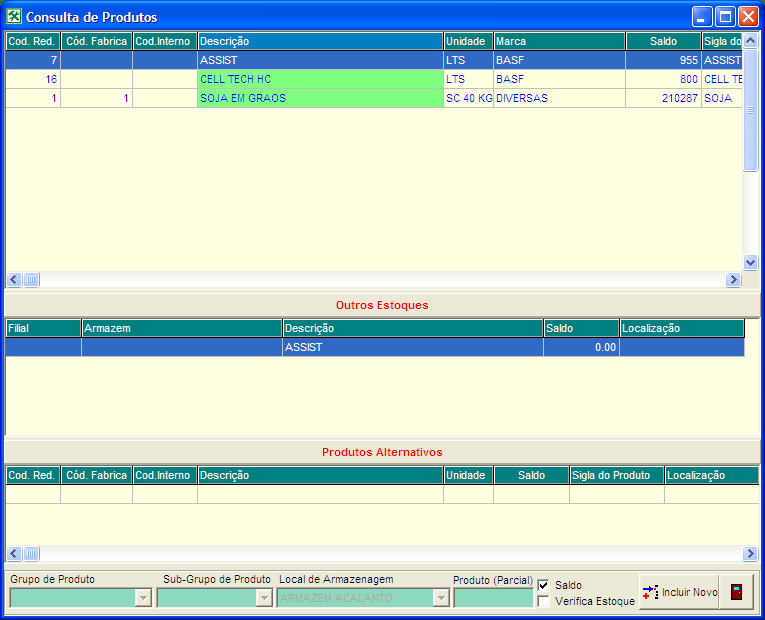 Consulta de Produtos
Cod. Red. Cód. Fabrica Cod.Interno Descrição Unidade Marca Saldo Sigla do
7 ASSIST LTS BASF 955 ASSIST
16 CELL TECH HC LTS BASF 800 CELL TE
1 1 SOJA EM GRAOS SC 40 KG DIVERSAS 210287 SOJA
Outros Estoques
Filial Armazem Descrição Saldo Localização
ASSIST 0.00
Produtos Alternativos
Cod. Red. Cód. Fabrica Cod.Interno Descrição Unidade Saldo Sigla do Produto Localização
Grupo de Produto Sub-Grupo de Produto Local de Armazenagem Produto (Parcial) Saldo
ARMAZEM ACALANTO Verifica Estoque Incluir Novo